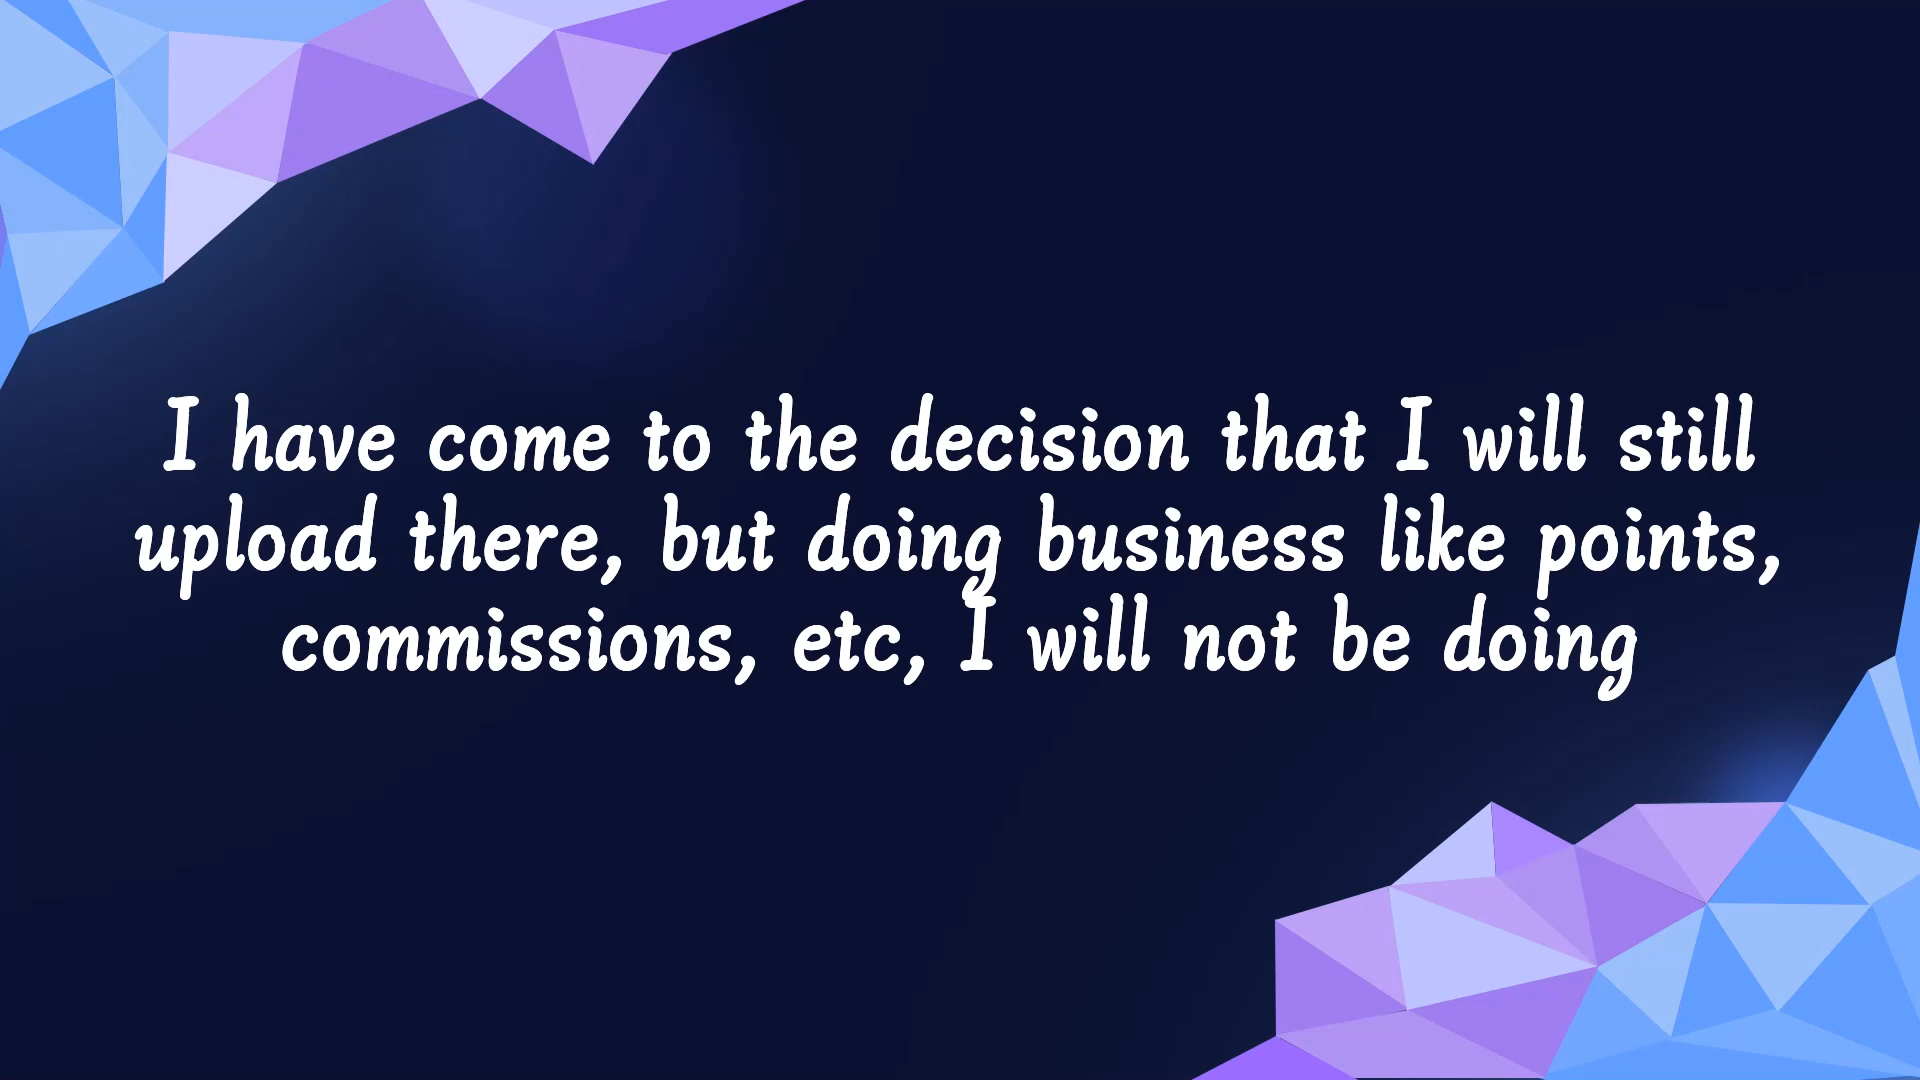 I have come to the decision that I will still
upload there, but doing business like points,
commissions, etc, I will not be doing